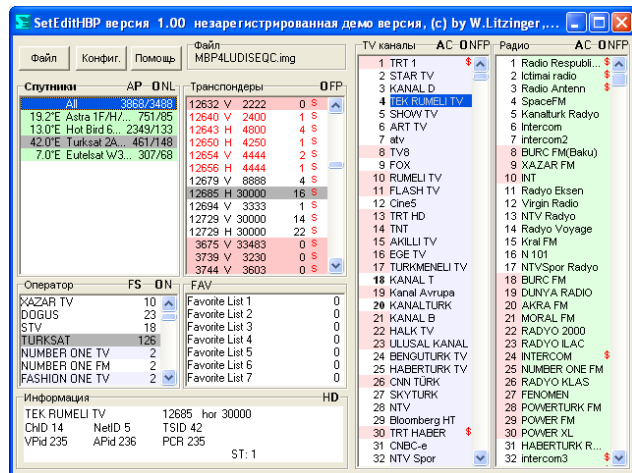 SetEditHBP версия 1.00 незарегистрированная демо версия, (c) by W.Litzinger,...
Файл Конфиг. Помощь
Файл
MBP4LUDISEQC.img
Спутники AP ONL
All 3868/3488
19.2°E Astra 1F/H/... 751/85
13.0°E Hot Bird 6... 2349/133
42.0°E Turksat 2A... 461/148
7.0°E Eutelsat W3... 307/68
Транспондеры OFP
12632 V 2222 0 S
12640 V 2400 1 S
12643 H 4800 4 S
12650 H 4250 1 S
12654 V 4444 2 S
12656 H 4444 1 S
12679 V 8888 4 S
12685 H 30000 16 S
12694 V 3333 1 S
12729 V 30000 14 S
12729 H 30000 22 S
3675 V 33483 0 S
3739 V 3230 0 S
3744 V 3603 0 S
Оператор FS ON
XAZAR TV 10
DOGUS 23
STV 18
TURKSAT 126
NUMBER ONE TV 2
NUMBER ONE FM 2
FASHION ONE TV 2
FAV
Favorite List 1 0
Favorite List 2 0
Favorite List 3 0
Favorite List 4 0
Favorite List 5 0
Favorite List 6 0
Favorite List 7 0
Информация HD
TEK RUMELI TV 12685 hor 30000
ChID 14 NetID 5 TSID 42
VPid 235 APid 236 PCR 235
ST: 1
TV каналы AC ONFP
1 TRT 1 $
2 STAR TV
3 KANAL D
4 TEK RUMELI TV
5 SHOW TV
6 ART TV
7 atv
8 TV8
9 FOX
10 RUMELI TV
11 FLASH TV
12 Cine5
13 TRT HD
14 TNT
15 AKILLI TV
16 EGE TV
17 TURKMENELI TV
18 KANAL T
19 Kanal Avrupa
20 KANALTURK
21 KANAL B
22 HALK TV
23 ULUSAL KANAL
24 BENGUTURK TV
25 HABERTURK TV
26 CNN TÜRK
27 SKYTURK
28 NTV
29 Bloomberg HT
30 TRT HABER $
31 CNBC-e
32 NTV Spor
Радио AC ONFP
1 Radio Respubli... $
2 Ictimai radio $
3 Radio Antenn $
4 SpaceFM
5 Kanalturk Radyo
6 Intercom
7 intercom2
8 BURC FM(Baku)
9 XAZAR FM
10 INT
11 Radyo Eksen
12 Virgin Radio
13 NTV Radyo
14 Radyo Voyage
15 Kral FM
16 N 101
17 NTVSpor Radyo
18 BURC FM
19 DUNYA RADIO
20 AKRA FM
21 MORAL FM
22 RADYO 2000
23 RADYO ILAC
24 INTERCOM $
25 NUMBER ONE FM
26 RADYO KLAS
27 FENOMEN
28 POWERTURK FM
29 POWER FM
30 POWER XL
31 HABERTURK R...
32 intercom3 $